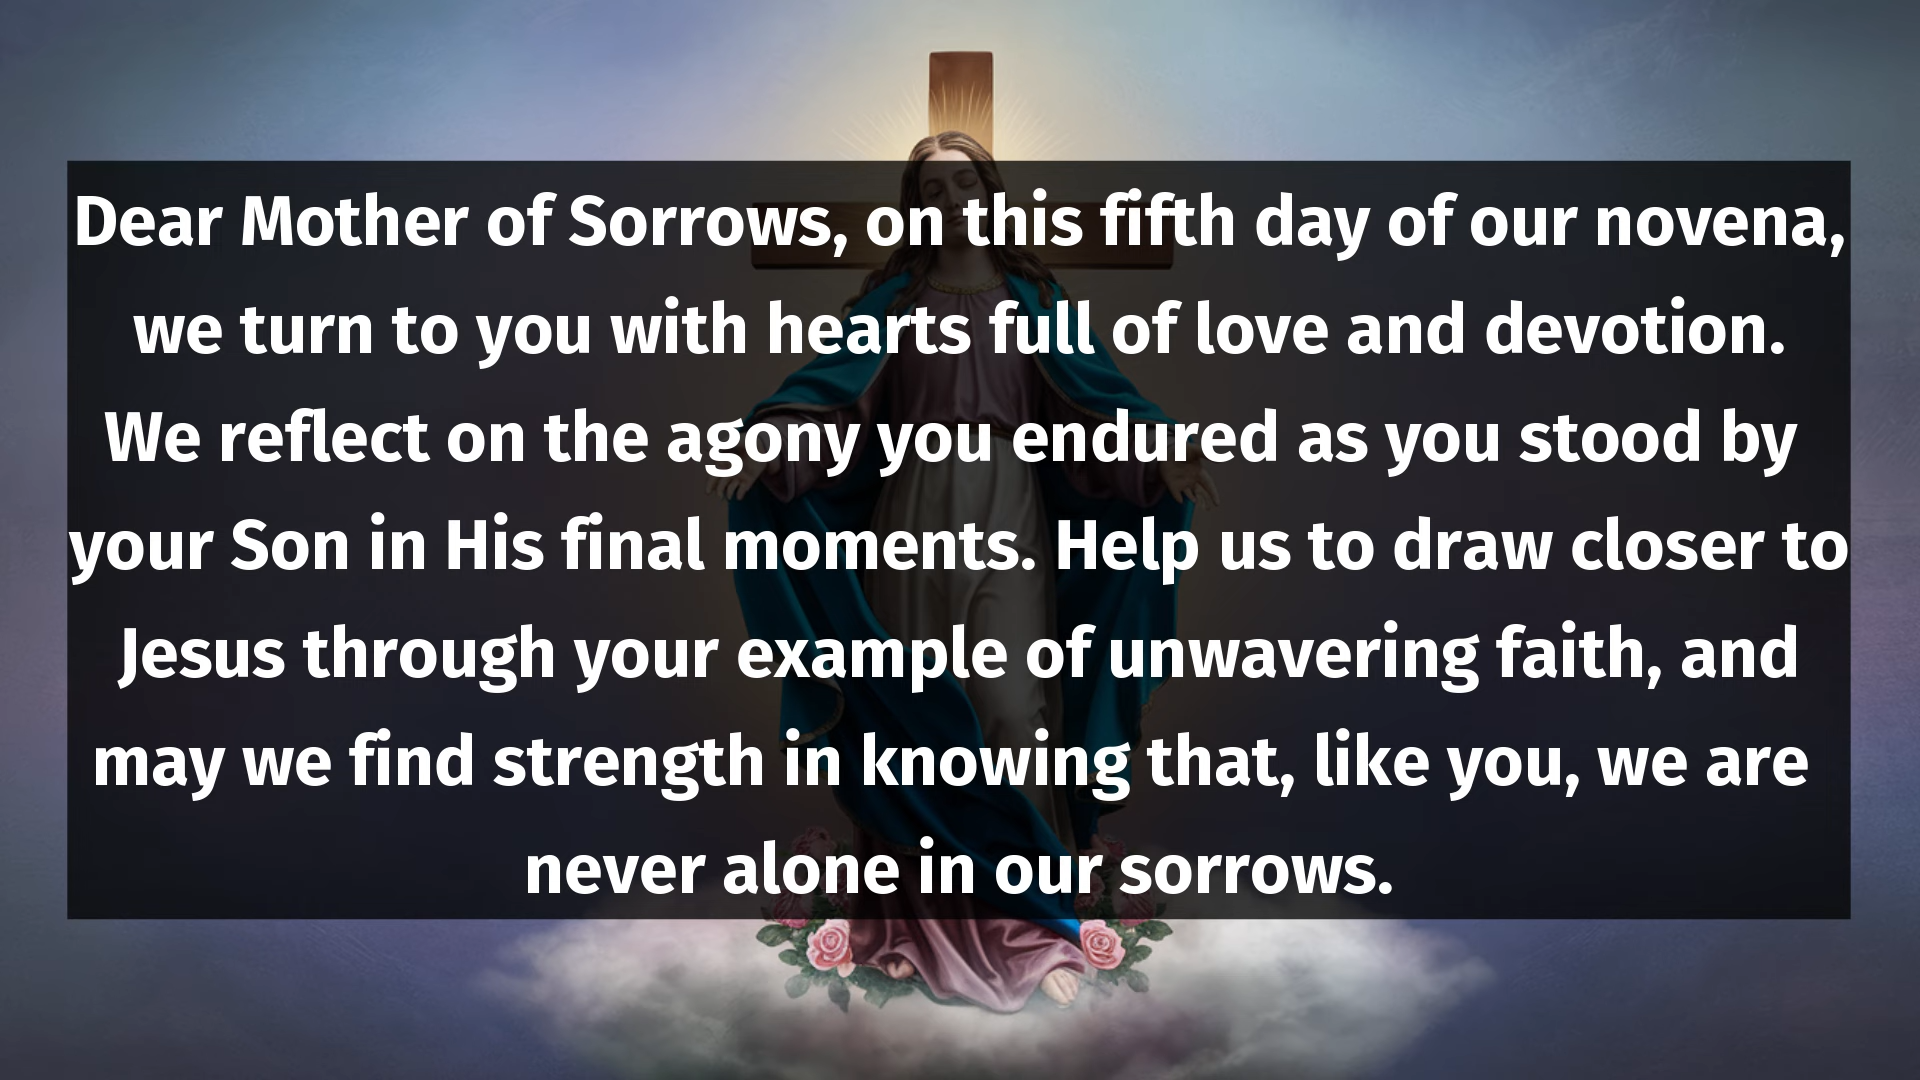 Dear Mother of Sorrows, on this fifth day of our novena,
we turn to you with hearts full of love and devotion.
We reflect on the agony you endured as you stood by
your Son in His final moments. Help us to draw closer to
Jesus through your example of unwavering faith, and
may we find strength in knowing that, like you, we are
never alone in our sorrows.